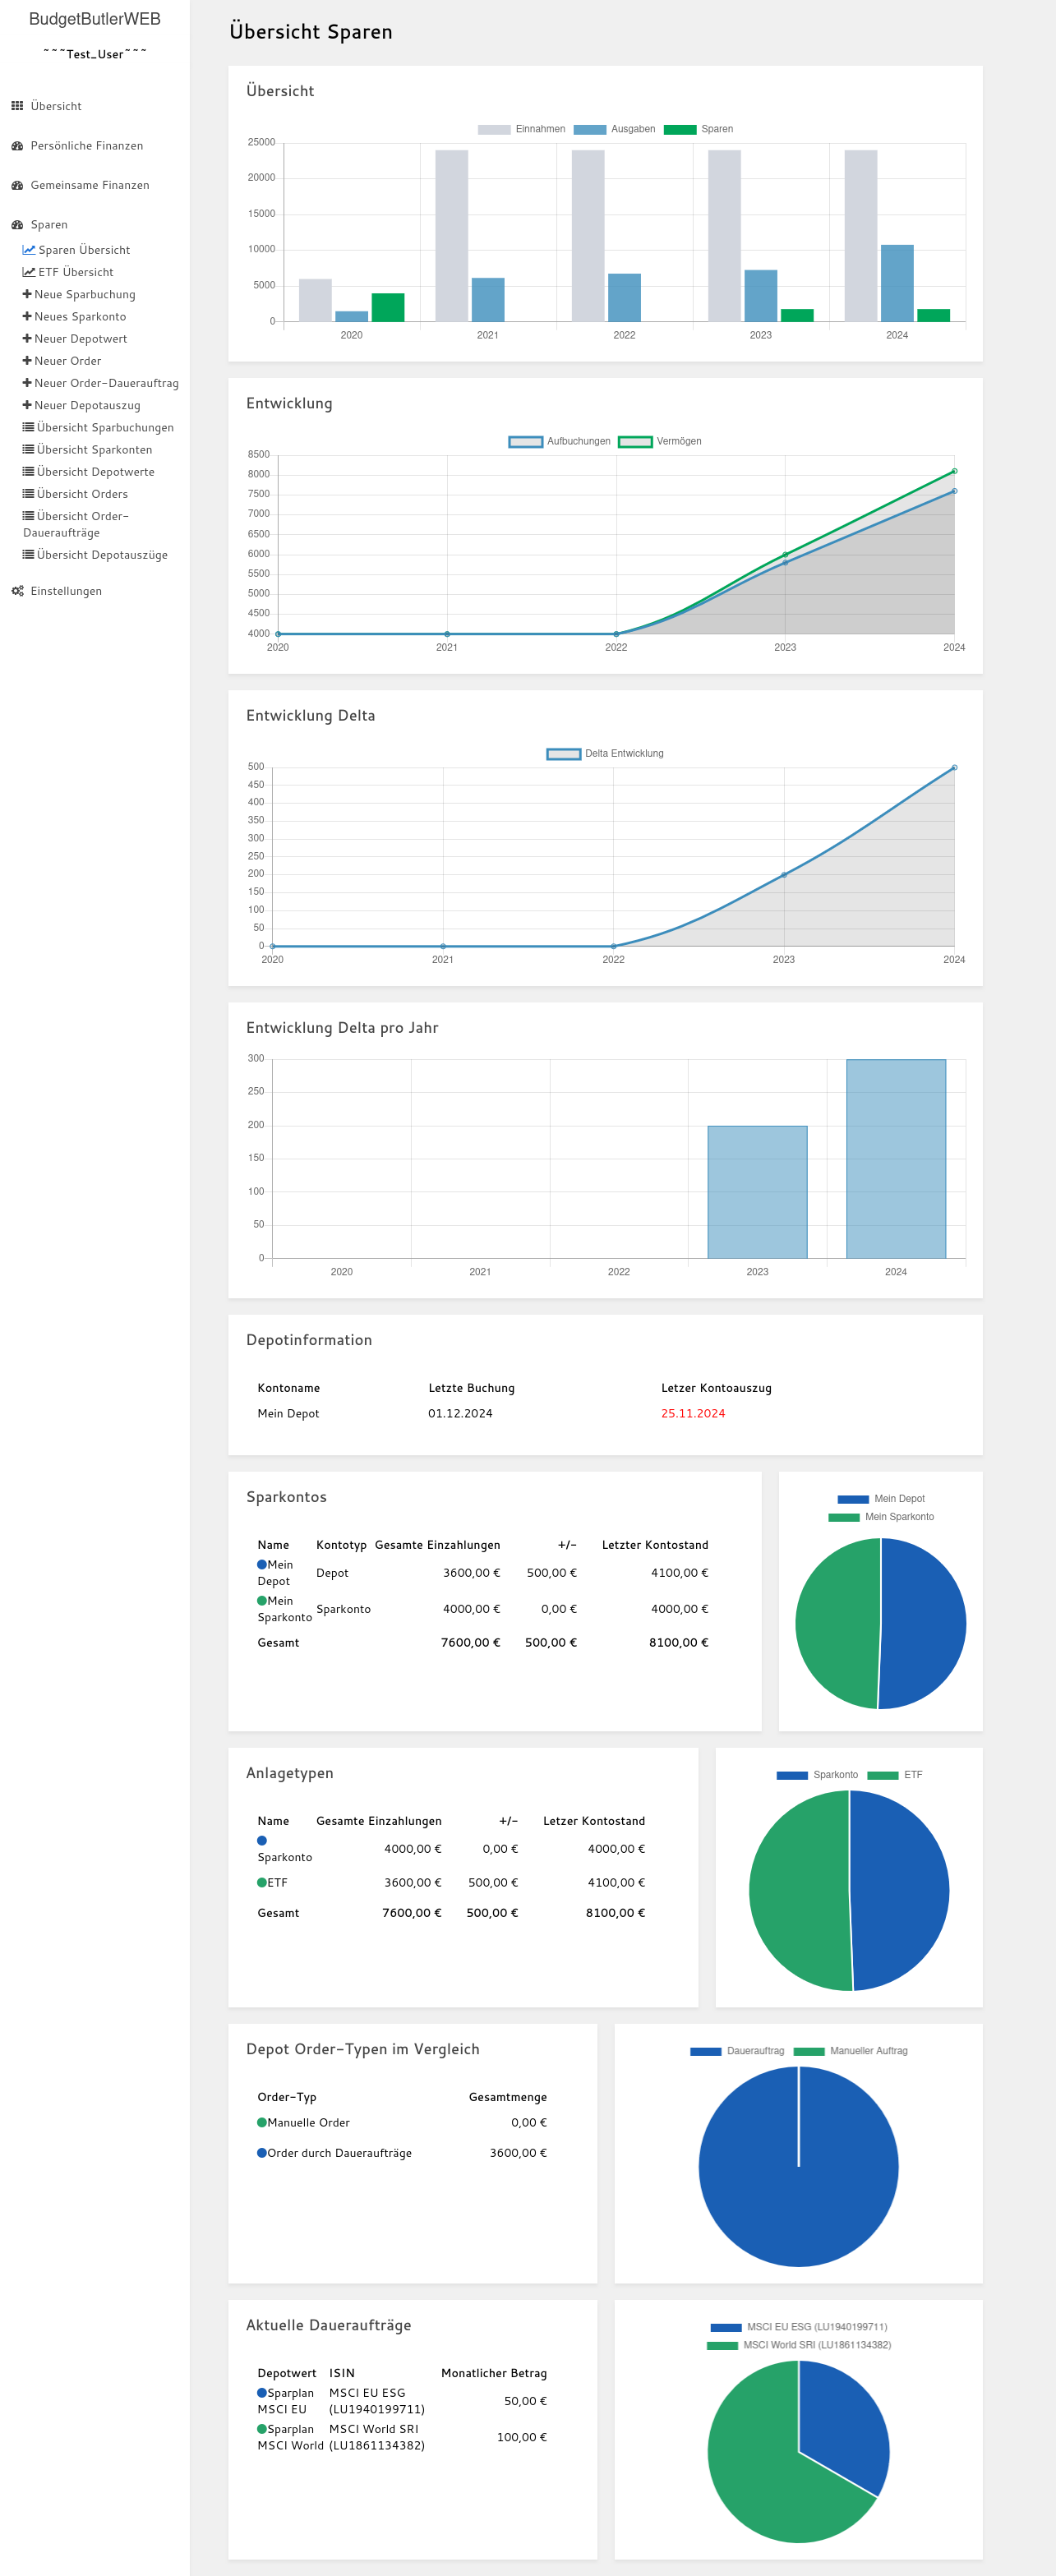 BudgetButlerWEB
~~~Test_User~~~
Übersicht
Persönliche Finanzen
Gemeinsame Finanzen
Sparen
Sparen Übersicht
ETF Übersicht
Neue Sparbuchung
Neues Sparkonto
Neuer Depotwert
Neuer Order
Neuer Order-Dauerauftrag
Neuer Depotauszug
Übersicht Sparbuchungen
Übersicht Sparkonten
Übersicht Depotwerte
Übersicht Orders
Übersicht Order-
Daueraufträge
Übersicht Depotauszüge
Einstellungen
Übersicht Sparen
Übersicht
Einnahmen Ausgaben Sparen
25000
20000
15000
10000
5000
0
2020 2021 2022 2023 2024
Entwicklung
Aufbuchungen Vermögen
8500
8000
7500
7000
6500
6000
5500
5000
4500
4000
2020 2021 2022 2023 2024
Entwicklung Delta
Delta Entwicklung
500
450
400
350
300
250
200
150
100
50
0
2020 2021 2022 2023 2024
Entwicklung Delta pro Jahr
300
250
200
150
100
50
0
2020 2021 2022 2023 2024
Depotinformation
Kontoname Letzte Buchung Letzer Kontoauszug
Mein Depot 01.12.2024 25.11.2024
Sparkontos
Name Kontotyp Gesamte Einzahlungen +/- Letzter Kontostand
Mein
Depot Depot 3600,00 € 500,00 € 4100,00 €
Mein
Sparkonto Sparkonto 4000,00 € 0,00 € 4000,00 €
Gesamt 7600,00 € 500,00 € 8100,00 €
Mein Depot
Mein Sparkonto
Anlagetypen
Name Gesamte Einzahlungen +/- Letzer Kontostand
Sparkonto 4000,00 € 0,00 € 4000,00 €
ETF 3600,00 € 500,00 € 4100,00 €
Gesamt 7600,00 € 500,00 € 8100,00 €
Sparkonto ETF
Depot Order-Typen im Vergleich
Order-Typ Gesamtmenge
Manuelle Order 0,00 €
Order durch Daueraufträge 3600,00 €
Dauerauftrag Manueller Auftrag
Aktuelle Daueraufträge
Depotwert ISIN Monatlicher Betrag
Sparplan MSCI EU ESG
MSCI EU (LU1940199711) 50,00 €
Sparplan MSCI World SRI
MSCI World (LU1861134382) 100,00 €
MSCI EU ESG (LU1940199711)
MSCI World SRI (LU1861134382)